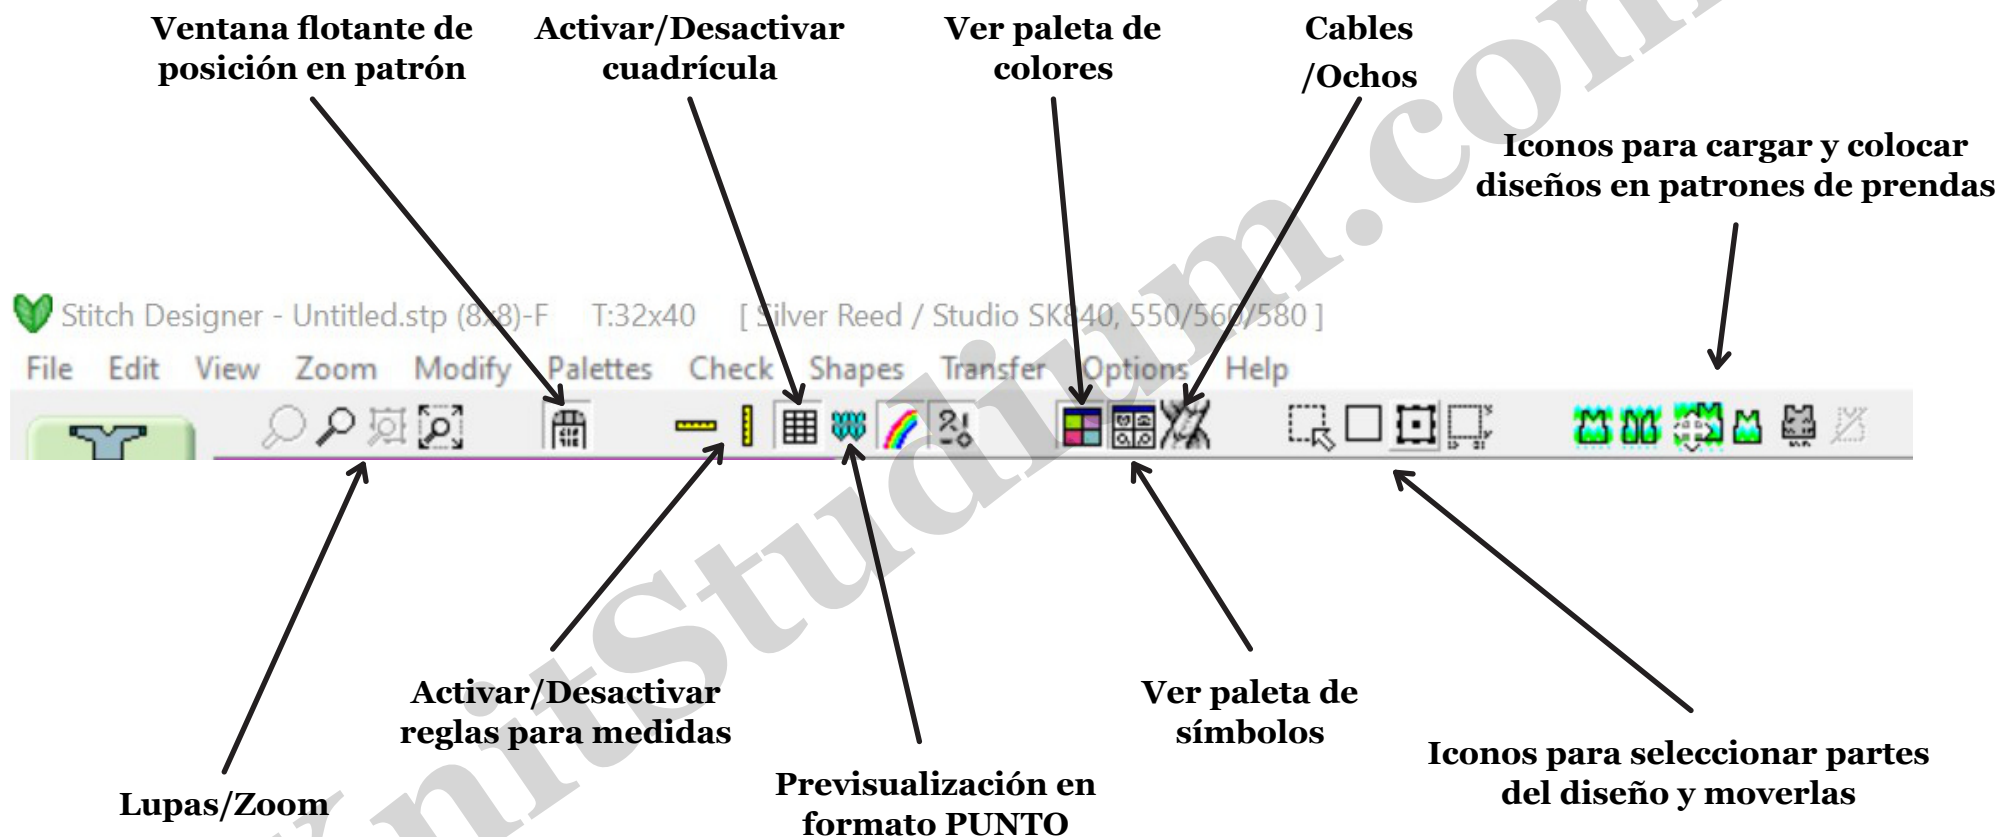 Ventana flotante de
posición en patrón
Activar/Desactivar
cuadrícula
Ver paleta de
colores
Cables
/Ochos
Iconos para cargar y colocar
diseños en patrones de prendas
Stitch Designer - Untitled.stp (8x8)-F T:32x40 [ Silver Reed / Studio SK840, 550/560/580 ]
File Edit View Zoom Modify Palettes Check Shapes Transfer Options Help
Activar/Desactivar
reglas para medidas
Ver paleta de
símbolos
Iconos para seleccionar partes
del diseño y moverlas
Lupas/Zoom
Previsualización en
formato PUNTO
KnitStudium.com